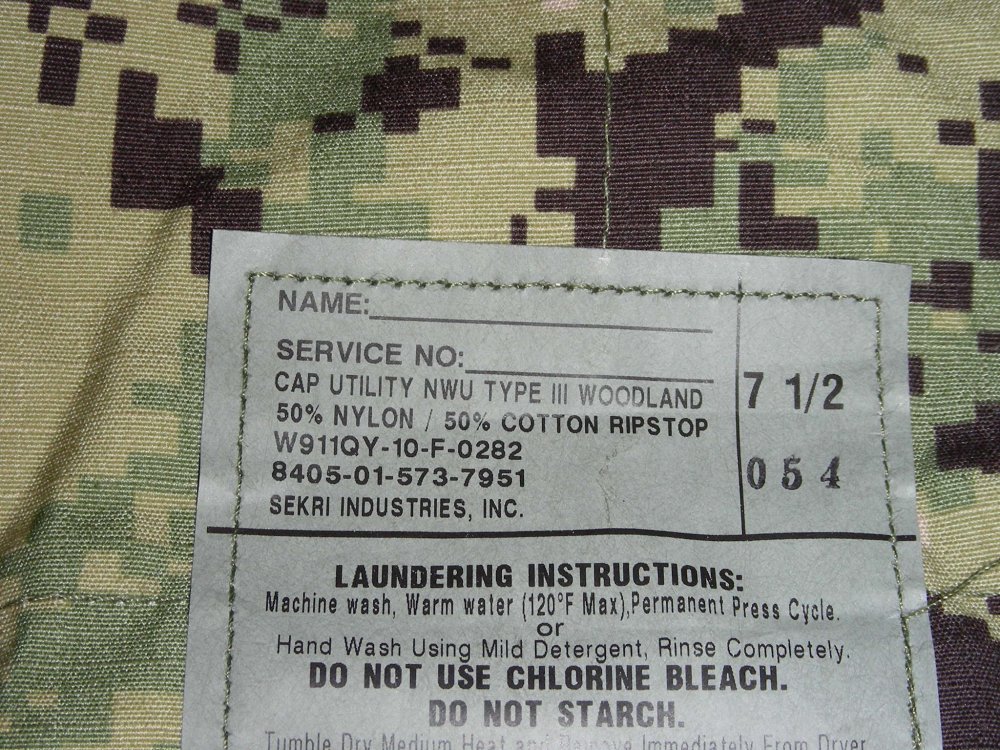 NAME:
SERVICE NO:
CAP UTILITY NWU TYPE III WOODLAND
50% NYLON / 50% COTTON RIPSTOP
W911QY-10-F-0282
8405-01-573-7951
SEKRI INDUSTRIES, INC.
7 1/2
054
LAUNDERING INSTRUCTIONS:
Machine wash, Warm water (120°F Max),Permanent Press Cycle.
or
Hand Wash Using Mild Detergent, Rinse Completely.
DO NOT USE CHLORINE BLEACH.
DO NOT STARCH.
Tumble Dry Medium Heat and Remove Immediately From Dryer